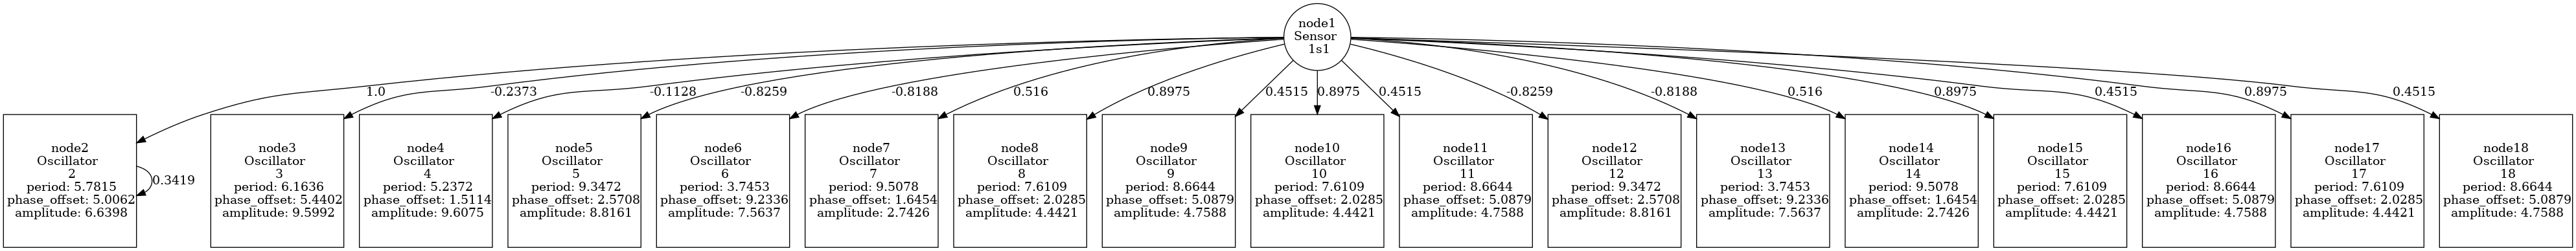 node1
Sensor
1s1
1.0
-0.2373
-0.1128
-0.8259
-0.8188
0.516
0.8975
0.4515
0.8975
0.4515
-0.8259
-0.8188
0.516
0.8975
0.4515
0.8975
0.4515
node2
Oscillator
2
period: 5.7815
phase_offset: 5.0062
amplitude: 6.6398
0.3419
node3
Oscillator
3
period: 6.1636
phase_offset: 5.4402
amplitude: 9.5992
node4
Oscillator
4
period: 5.2372
phase_offset: 1.5114
amplitude: 9.6075
node5
Oscillator
5
period: 9.3472
phase_offset: 2.5708
amplitude: 8.8161
node6
Oscillator
6
period: 3.7453
phase_offset: 9.2336
amplitude: 7.5637
node7
Oscillator
7
period: 9.5078
phase_offset: 1.6454
amplitude: 2.7426
node8
Oscillator
8
period: 7.6109
phase_offset: 2.0285
amplitude: 4.4421
node9
Oscillator
9
period: 8.6644
phase_offset: 5.0879
amplitude: 4.7588
node10
Oscillator
10
period: 7.6109
phase_offset: 2.0285
amplitude: 4.4421
node11
Oscillator
11
period: 8.6644
phase_offset: 5.0879
amplitude: 4.7588
node12
Oscillator
12
period: 9.3472
phase_offset: 2.5708
amplitude: 8.8161
node13
Oscillator
13
period: 3.7453
phase_offset: 9.2336
amplitude: 7.5637
node14
Oscillator
14
period: 9.5078
phase_offset: 1.6454
amplitude: 2.7426
node15
Oscillator
15
period: 7.6109
phase_offset: 2.0285
amplitude: 4.4421
node16
Oscillator
16
period: 8.6644
phase_offset: 5.0879
amplitude: 4.7588
node17
Oscillator
17
period: 7.6109
phase_offset: 2.0285
amplitude: 4.4421
node18
Oscillator
18
period: 8.6644
phase_offset: 5.0879
amplitude: 4.7588